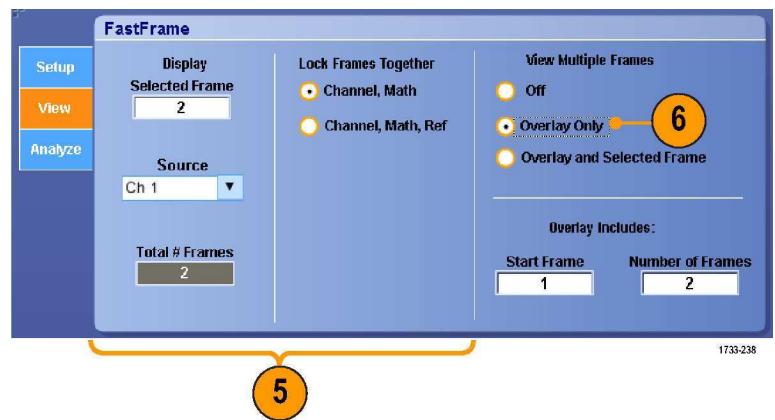 FastFrame
Setup
View
Analyze
Display
Selected Frame
2
Source
Ch 1
Total # Frames
2
Lock Frames Together
Channel, Math
Channel, Math, Ref
View Multiple Frames
Off
Overlay Only
6
Overlay and Selected Frame
Overlay Includes:
Start Frame
1
Number of Frames
2
1733-238
5